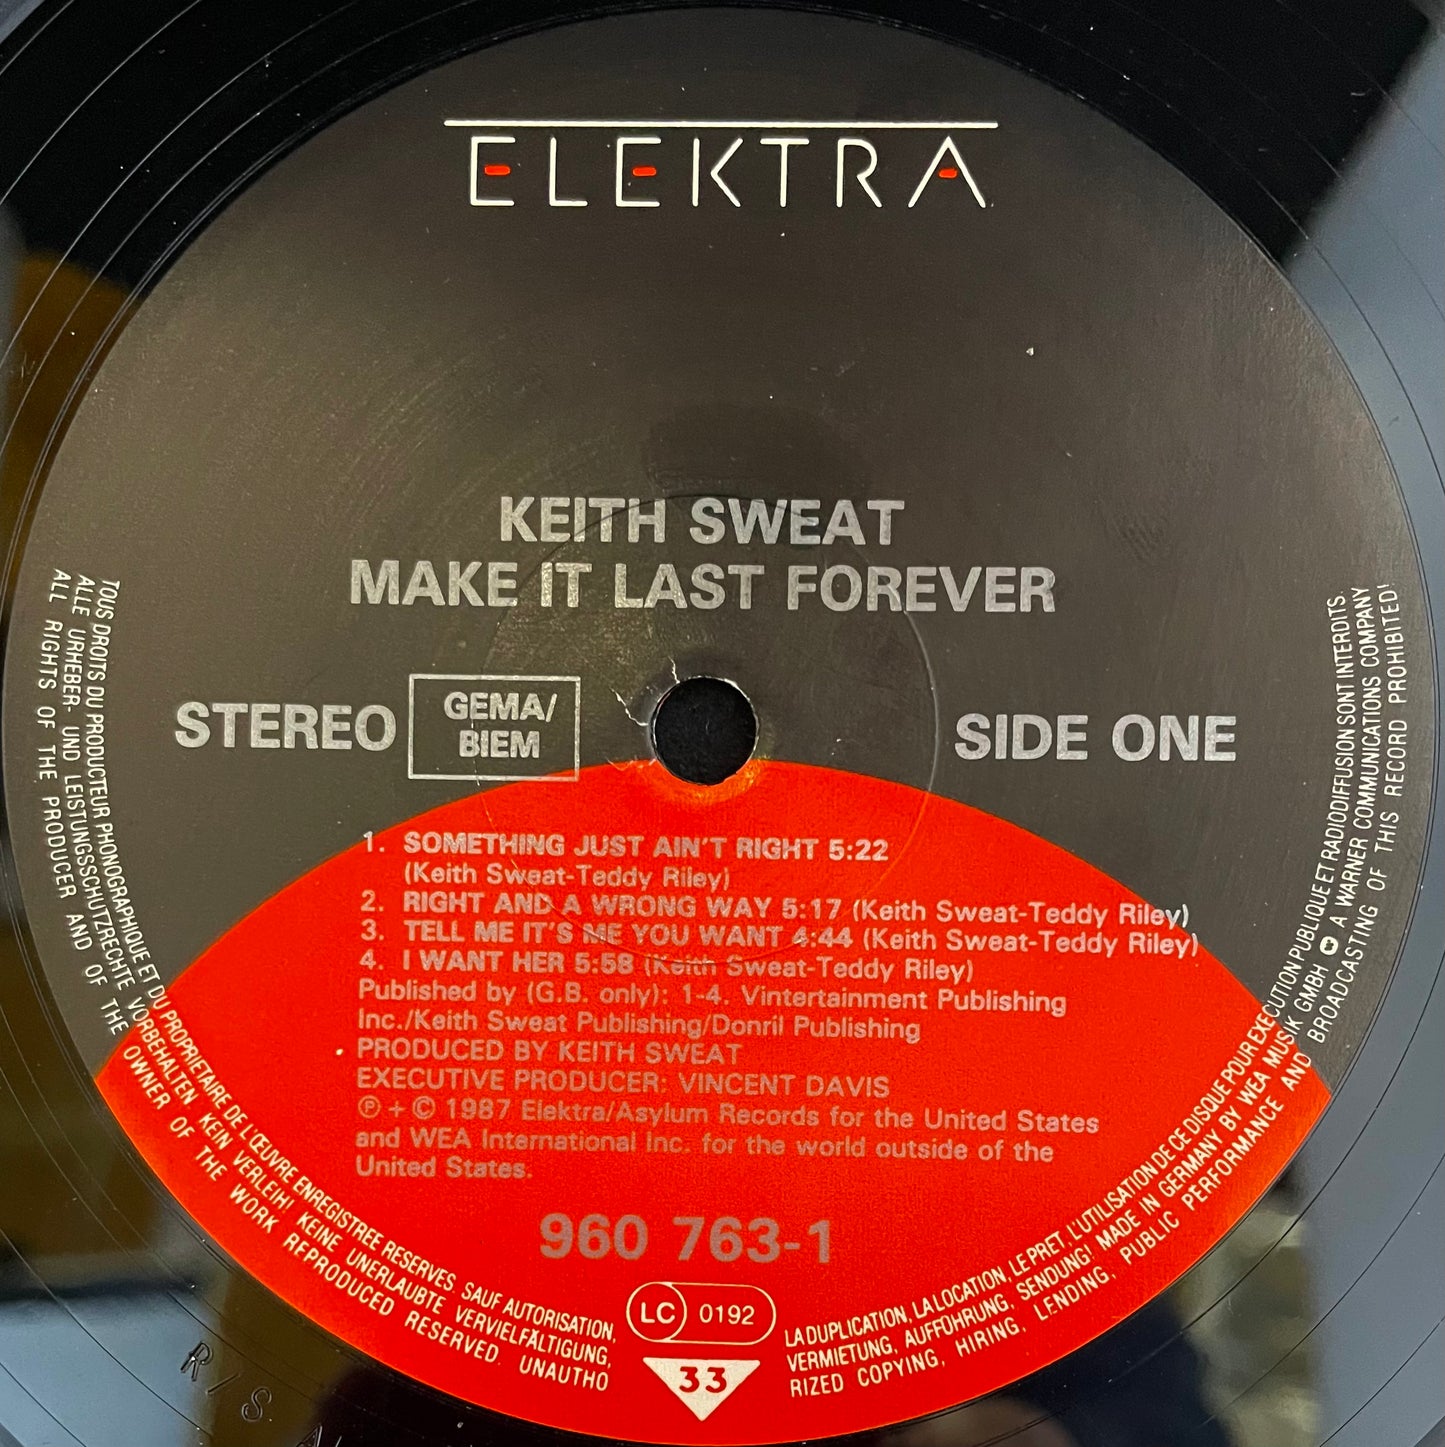 ELEKTRA
KEITH SWEAT
MAKE IT LAST FOREVER
STEREO
GEMA/
BIEM
SIDE ONE
1. SOMETHING JUST AIN'T RIGHT 5:22
(Keith Sweat-Teddy Riley)
2. RIGHT AND A WRONG WAY 5:17 (Keith Sweat-Teddy Riley)
3. TELL ME IT'S ME YOU WANT 4:44 (Keith Sweat-Teddy Riley)
4. I WANT HER 5:58 (Keith Sweat-Teddy Riley)
Published by (G.B. only): 1-4. Vintertainment Publishing
Inc./Keith Sweat Publishing/Donril Publishing
PRODUCED BY KEITH SWEAT
EXECUTIVE PRODUCER: VINCENT DAVIS
℗ + © 1987 Elektra/Asylum Records for the United States
and WEA International Inc. for the world outside of the
United States.
960 763-1
LC 0192
33
TOUS DROITS DU PRODUCTEUR PHONOGRAPHIQUE ET DU PROPRIETAIRE DE L'ŒUVRE ENREGISTREE RESERVES. SAUF AUTORISATION,
LA DUPLICATION, LA LOCATION, LE PRET, L'UTILISATION DE CE DISQUE POUR EXECUTION PUBLIQUE ET RADIODIFFUSION SONT INTERDITS.
ALLE URHEBER- UND LEISTUNGSSCHUTZRECHTE VORBEHALTEN KEIN VERLEIH! KEINE UNERLAUBTE VERVIELFÄLTIGUNG,
VERMIETUNG, AUFFÜHRUNG, SENDUNG! MADE IN GERMANY BY WEA MUSIK GMBH A WARNER COMMUNICATIONS COMPANY
ALL RIGHTS OF THE PRODUCER AND OF THE OWNER OF THE WORK REPRODUCED RESERVED. UNAUTHO
RIZED COPYING, HIRING, LENDING, PUBLIC PERFORMANCE AND BROADCASTING OF THIS RECORD PROHIBITED!
R/S A